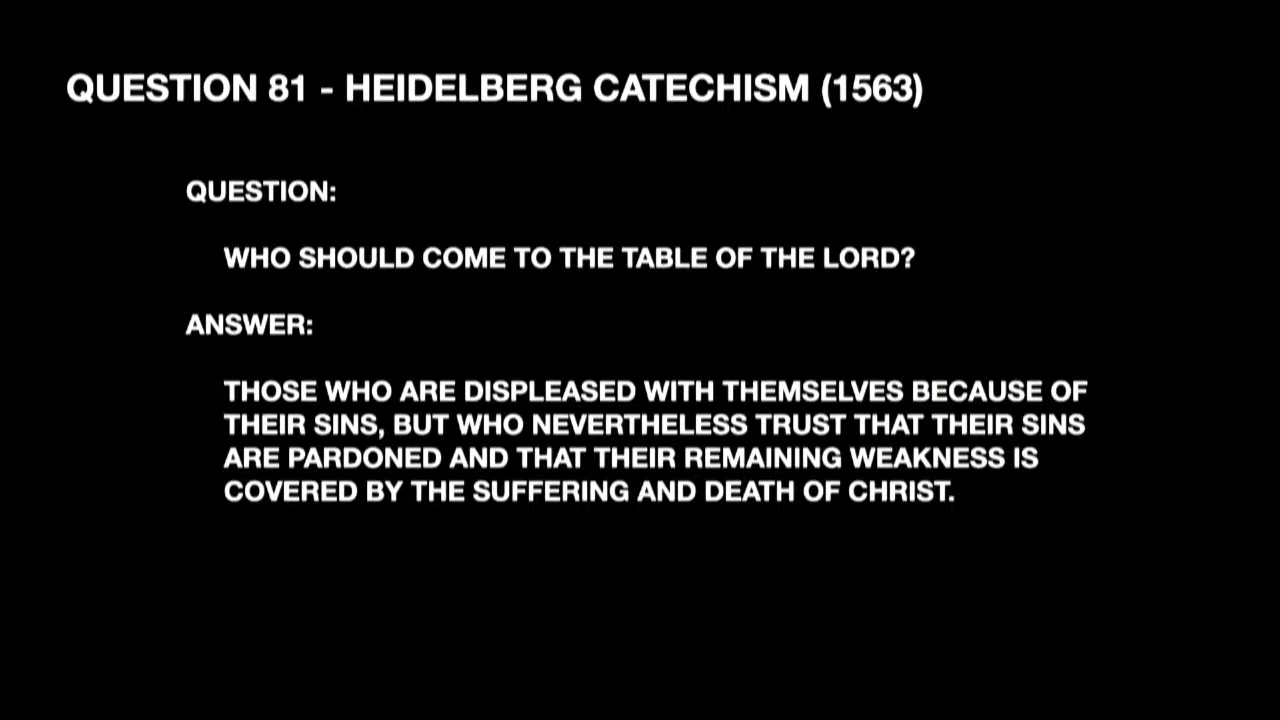 QUESTION 81 - HEIDELBERG CATECHISM (1563)
QUESTION:
WHO SHOULD COME TO THE TABLE OF THE LORD?
ANSWER:
THOSE WHO ARE DISPLEASED WITH THEMSELVES BECAUSE OF
THEIR SINS, BUT WHO NEVERTHELESS TRUST THAT THEIR SINS
ARE PARDONED AND THAT THEIR REMAINING WEAKNESS IS
COVERED BY THE SUFFERING AND DEATH OF CHRIST.